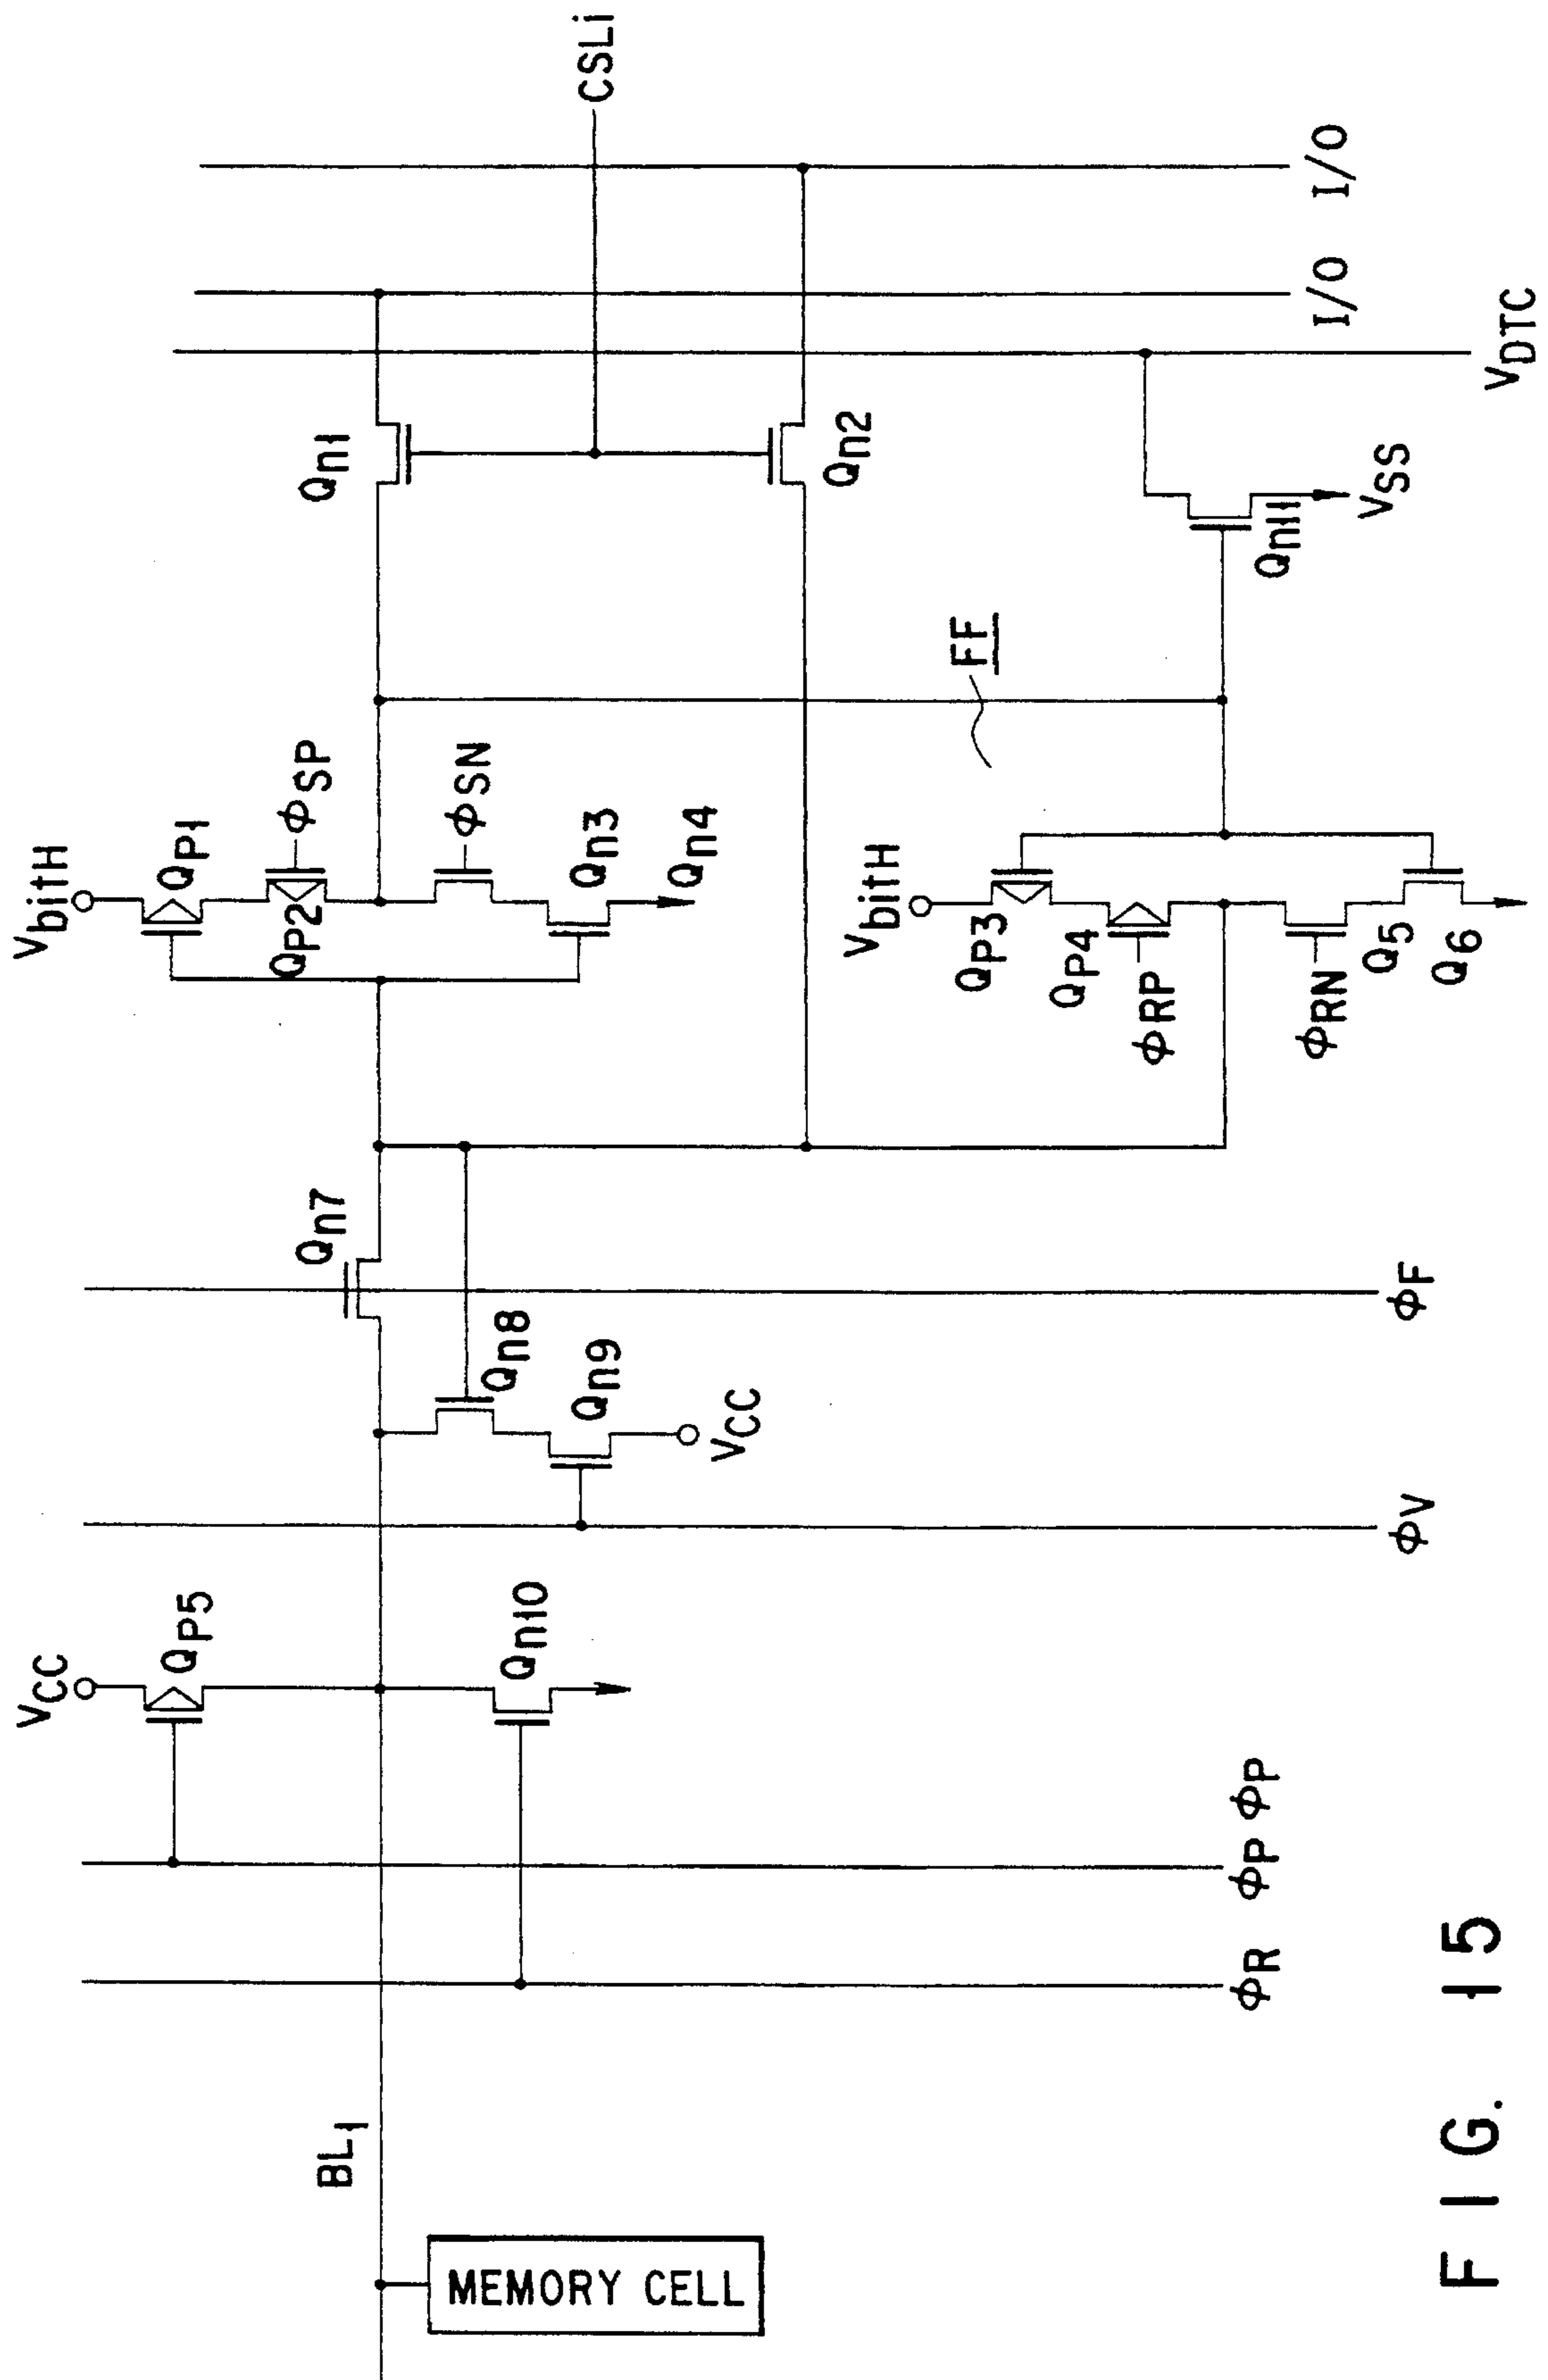 CSLi
I/O
I/O
VDTC
Qn1
Qn2
Qn11
VSS
FF
VbitH
QP1
QP2
ϕSP
ϕSN
Qn3
Qn4
VbitH
QP3
QP4
ϕRP
ϕRN
Q5
Q6
Qn7
ϕF
Qn8
Qn9
VCC
ϕV
VCC
QP5
Qn10
ϕP
ϕP
ϕR
BL1
MEMORY CELL
FIG. 15